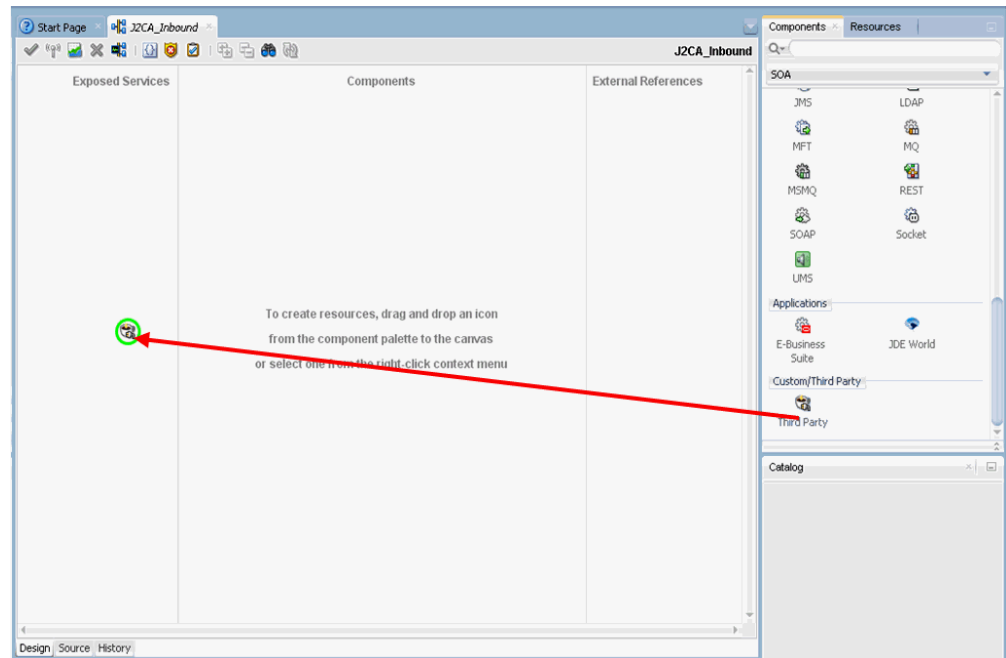 Start Page
J2CA_Inbound
Components
Resources
J2CA_Inbound
SOA
Exposed Services
Components
External References
JMS
LDAP
MFT
MQ
MSMQ
REST
SOAP
Socket
UMS
Applications
E-Business
Suite
JDE World
Custom/Third Party
Third Party
To create resources, drag and drop an icon
from the component palette to the canvas
or select one from the right-click context menu
Catalog
Design
Source
History